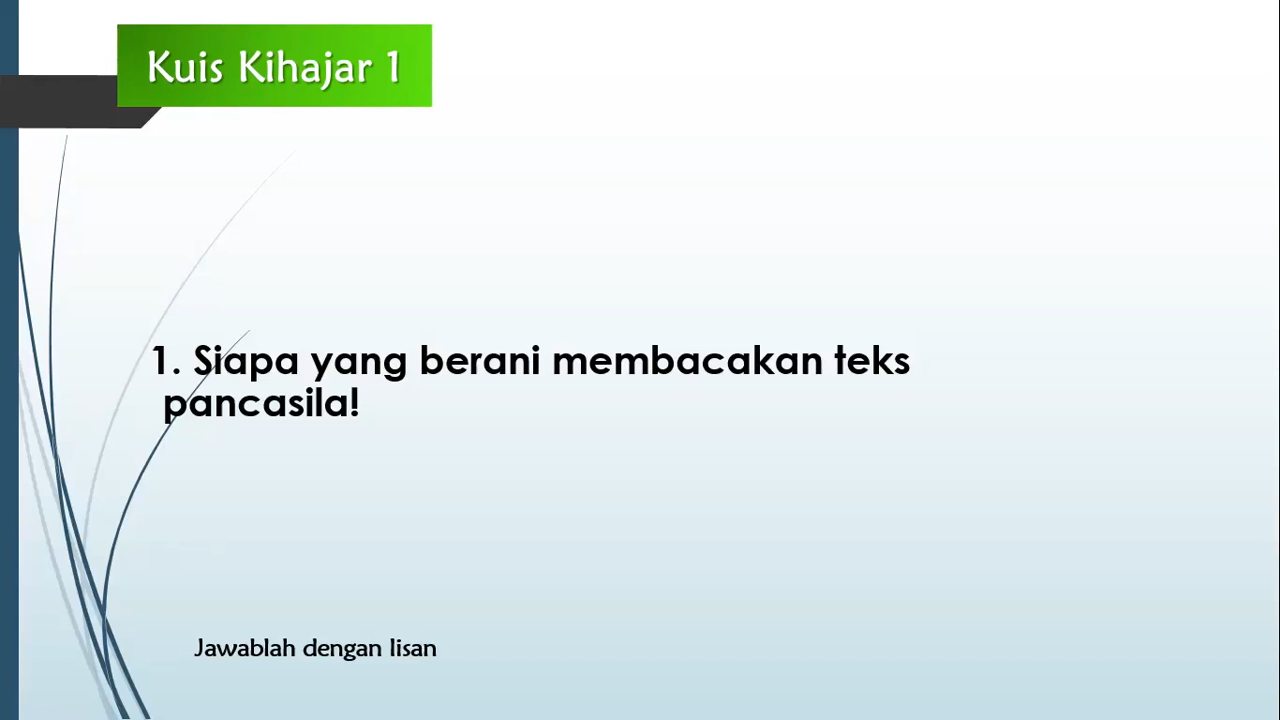 Kuis Kihajar 1
1. Siapa yang berani membacakan teks
pancasila!
Jawablah dengan lisan